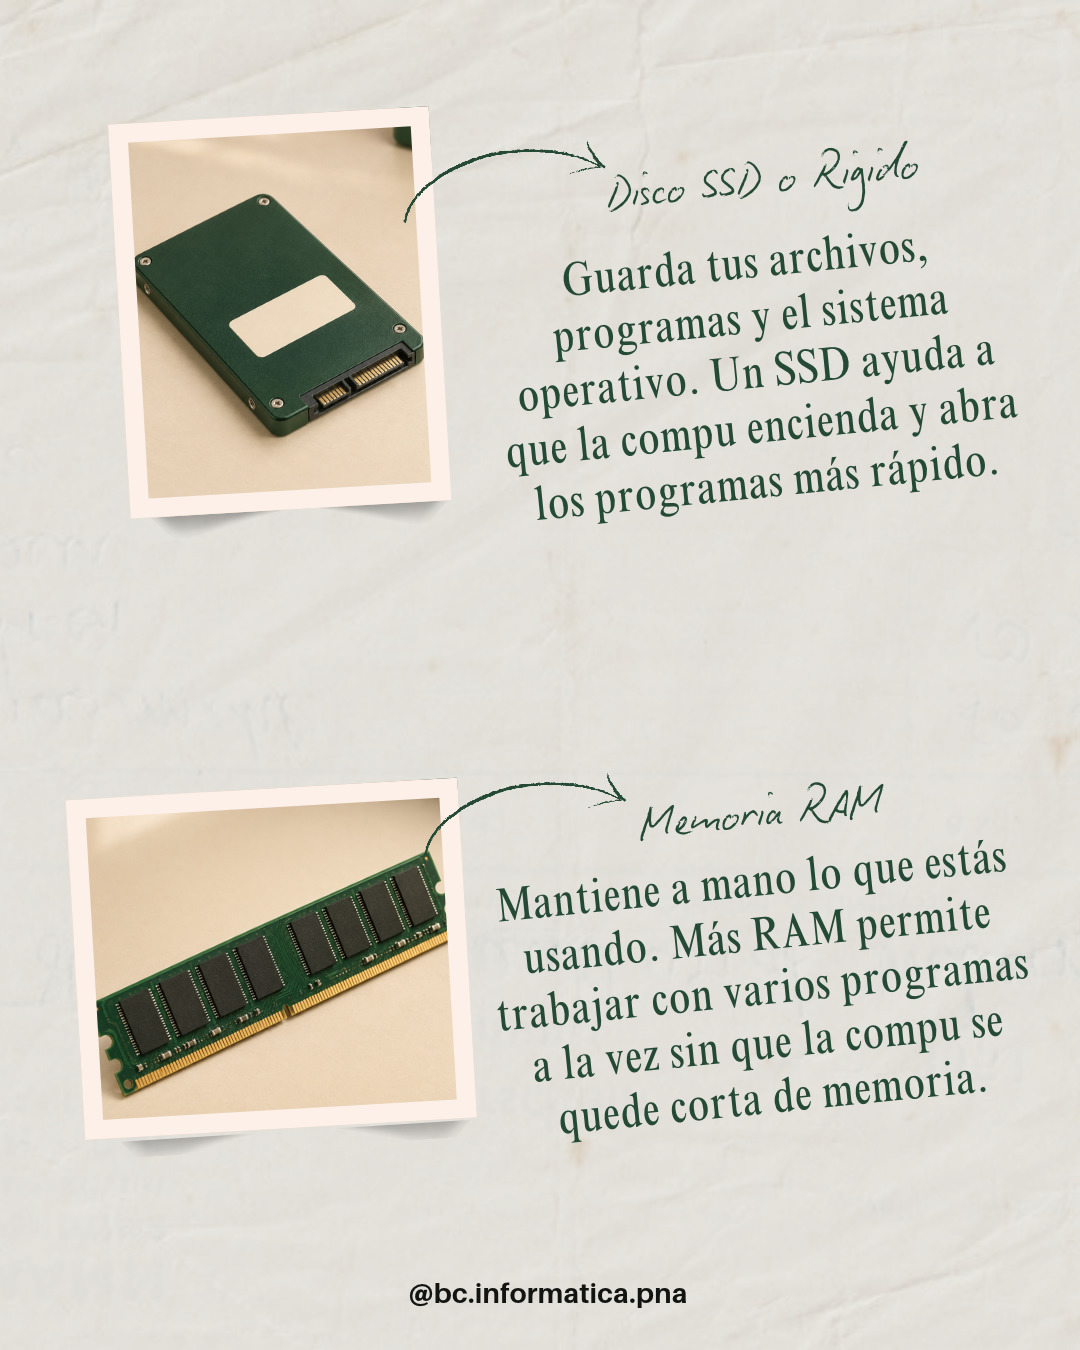 Disco SSD o Rigido
Guarda tus archivos,
programas y el sistema
operativo. Un SSD ayuda a
que la compu encienda y abra
los programas más rápido.
Memoria RAM
Mantiene a mano lo que estás
usando. Más RAM permite
trabajar con varios programas
a la vez sin que la compu se
quede corta de memoria.
@bc.informatica.pna